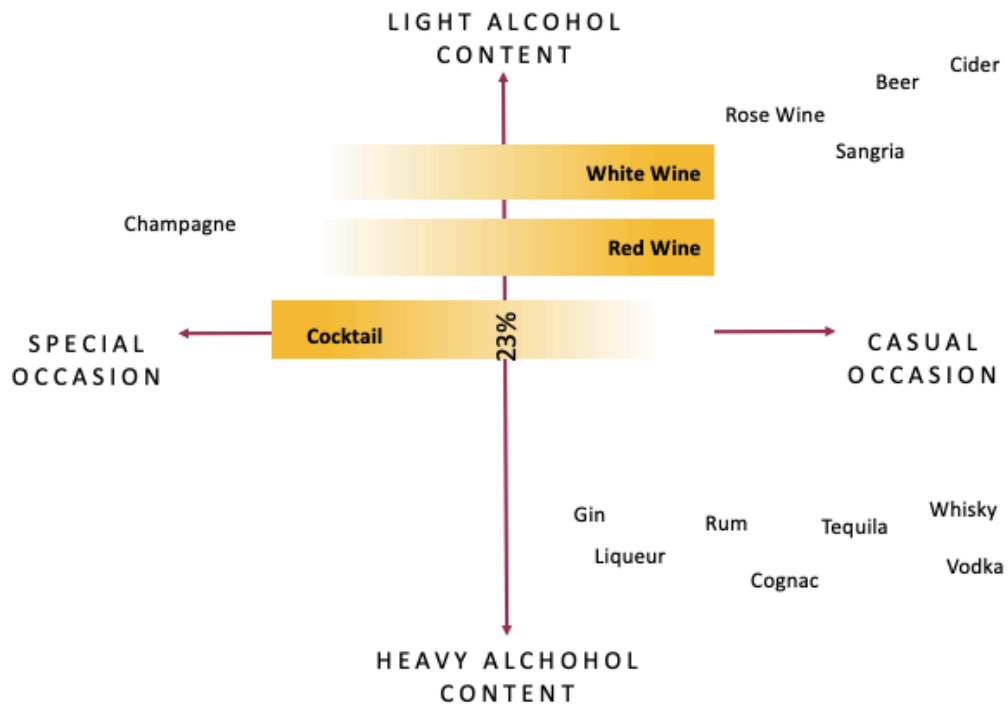 LIGHT ALCOHOL
CONTENT
Cider
Beer
Rose Wine
Sangria
White Wine
Champagne
Red Wine
Cocktail
23%
SPECIAL
OCCASION
CASUAL
OCCASION
Gin
Rum
Tequila
Whisky
Liqueur
Cognac
Vodka
HEAVY ALCHOHOL
CONTENT